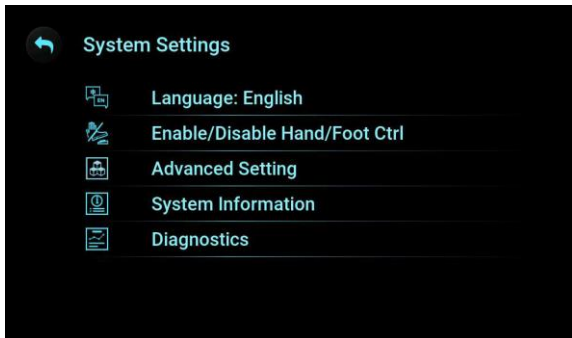 System Settings
Language: English
Enable/Disable Hand/Foot Ctrl
Advanced Setting
System Information
Diagnostics